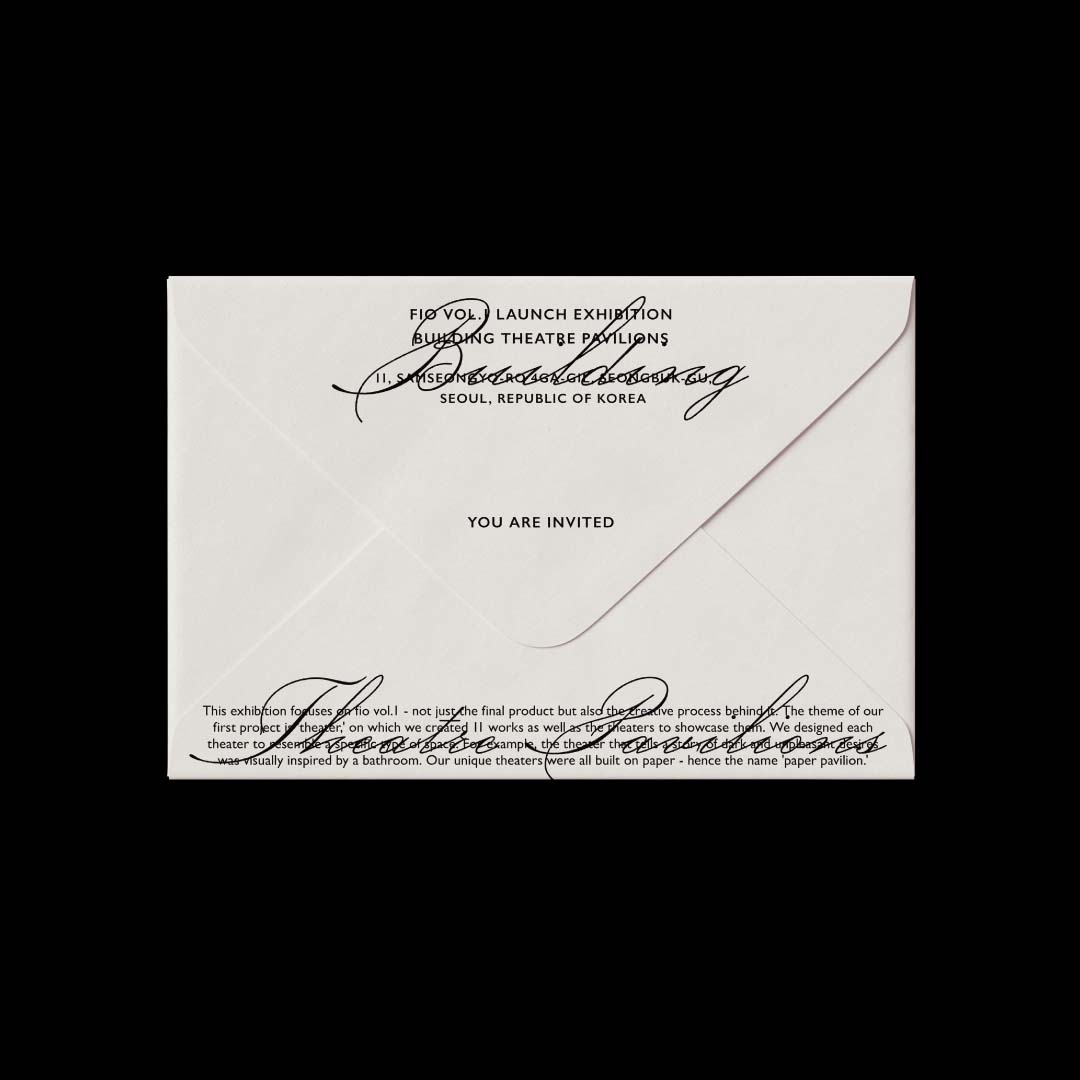 FIO VOL.I LAUNCH EXHIBITION
BUILDING THEATRE PAVILIONS
Building
11, SAMSEONGYO-RO 4GA-GIL, SEONGBUK-GU,
SEOUL, REPUBLIC OF KOREA
YOU ARE INVITED
Theatre Pavilions
This exhibition focuses on fio vol.I - not just the final product but also the creative process behind it. The theme of our
first project is 'theater,' on which we created 11 works as well as the theaters to showcase them. We designed each
theater to resemble a specific type of space. For example, the theater that tells a story of dark and unpleasant desires
was visually inspired by a bathroom. Our unique theaters were all built on paper - hence the name 'paper pavilion.'